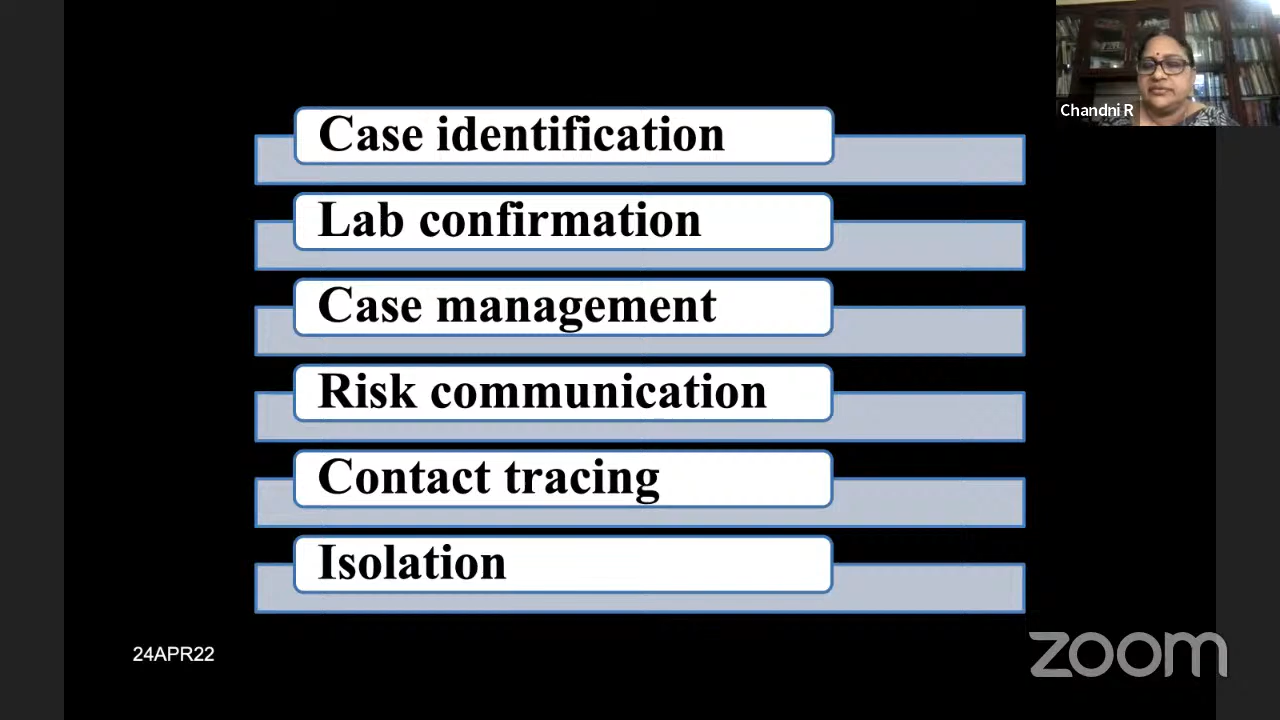 Chandni R
Case identification
Lab confirmation
Case management
Risk communication
Contact tracing
Isolation
24APR22
zoom